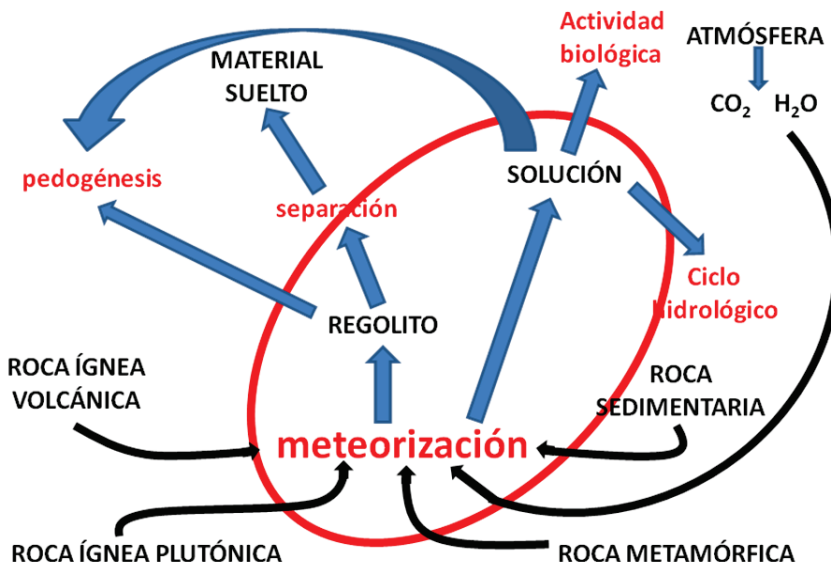 Actividad
biológica
ATMÓSFERA
MATERIAL
SUELTO
CO₂ H₂O
pedogénesis
SOLUCIÓN
separación
Ciclo
hidrológico
REGOLITO
ROCA ÍGNEA
VOLCÁNICA
ROCA
SEDIMENTARIA
meteorización
ROCA ÍGNEA PLUTÓNICA
ROCA METAMÓRFICA